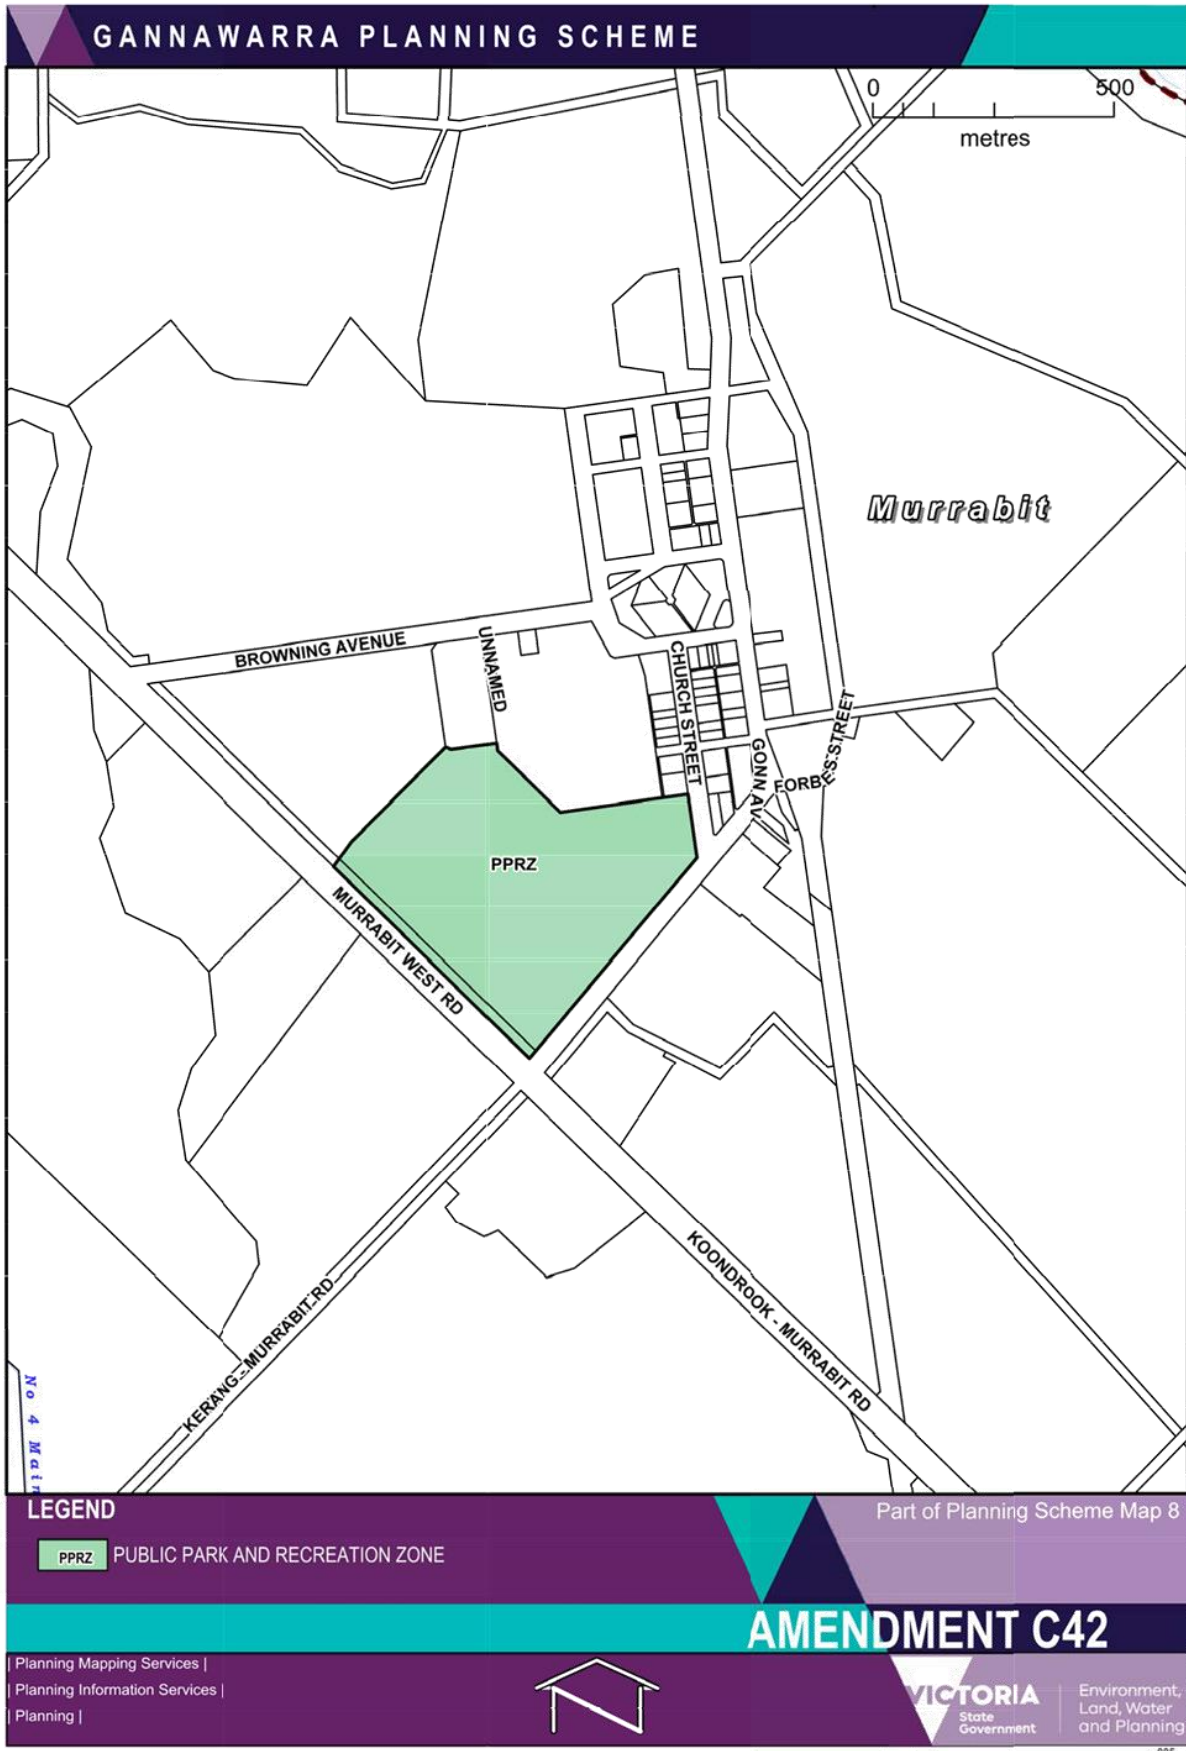 GANNAWARRA PLANNING SCHEME
0 500
metres
Murrabit
BROWNING AVENUE
UNNAMED
CHURCH STREET
GONN AV
FORBES STREET
PPRZ
MURRABIT WEST RD
KOONDROOK - MURRABIT RD
KERANG - MURRABIT RD
No 4 Main
LEGEND
PPRZ PUBLIC PARK AND RECREATION ZONE
Part of Planning Scheme Map 8
AMENDMENT C42
| Planning Mapping Services |
| Planning Information Services |
| Planning |
VICTORIA
State
Government
Environment,
Land, Water
and Planning